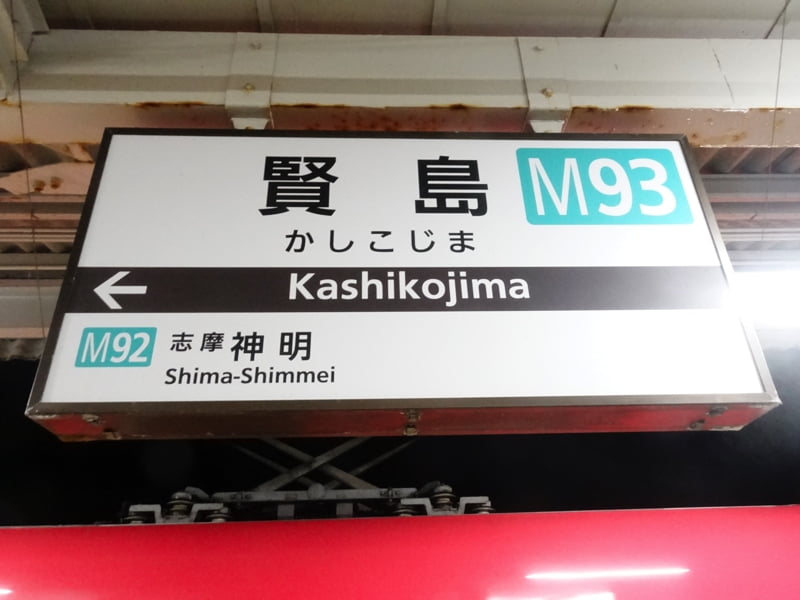 賢島 M93
かしこじま
Kashikojima
M92 志摩神明
Shima-Shimmei